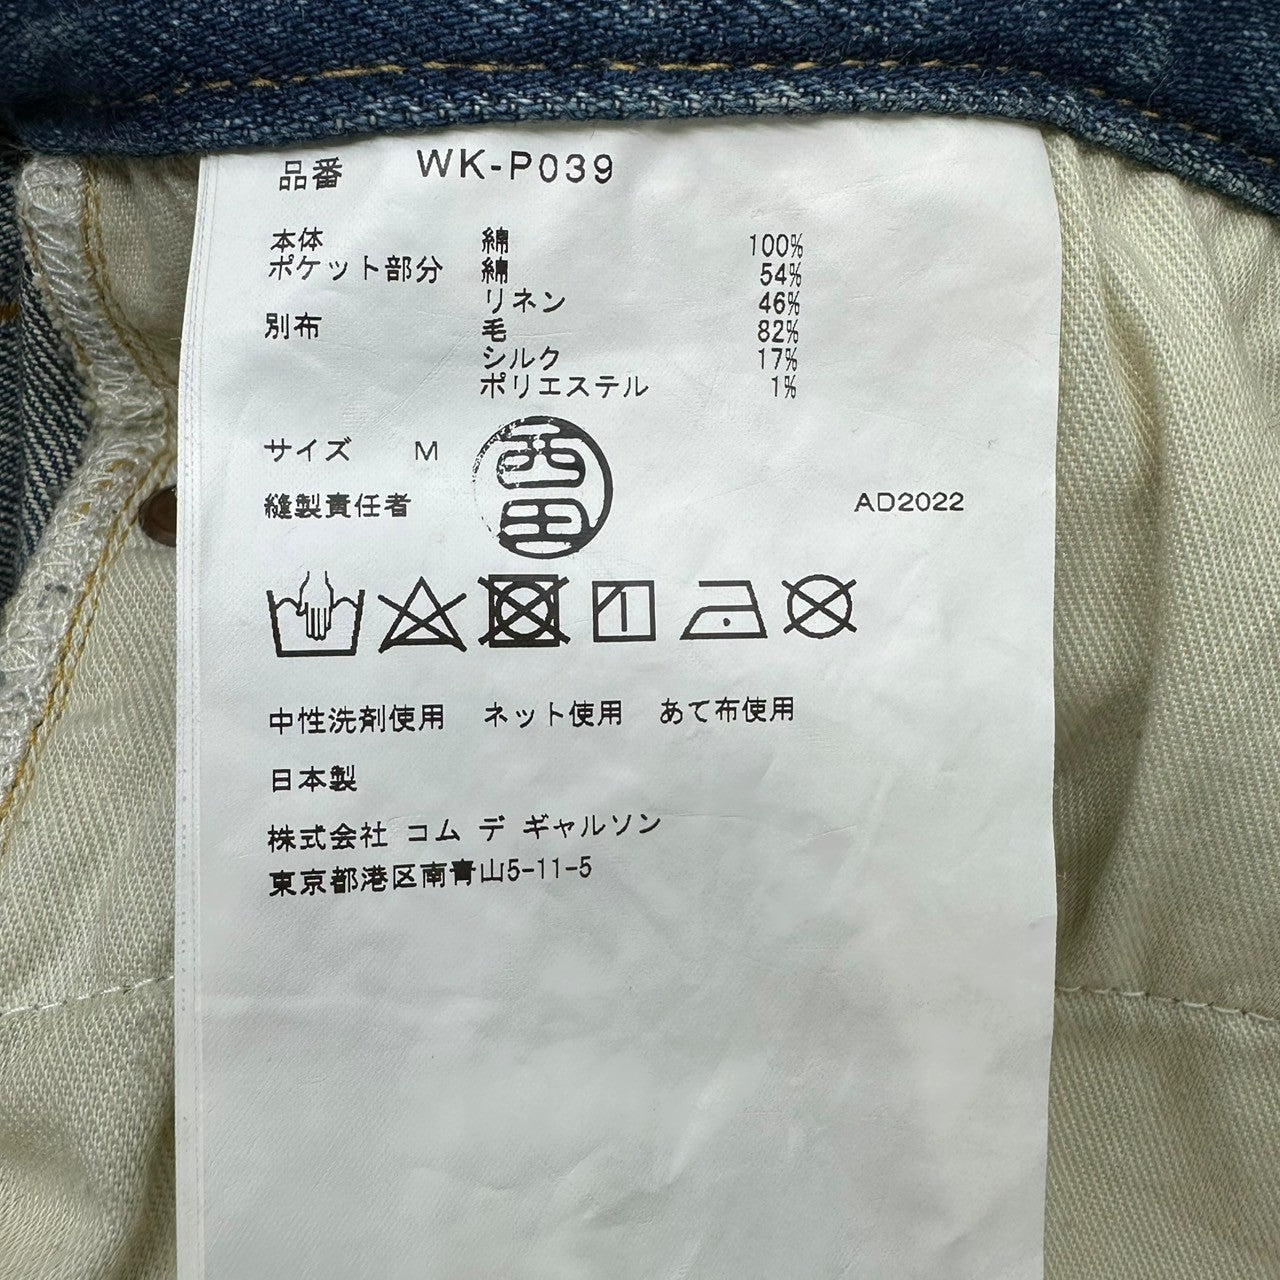 品番 WK-P039
本体 綿 100%
ポケット部分 綿 54%
リネン 46%
別布 毛 82%
シルク 17%
ポリエステル 1%
サイズ M
西田
縫製責任者 AD2022
1
中性洗剤使用 ネット使用 あて布使用
日本製
株式会社 コム デ ギャルソン
東京都港区南青山5-11-5